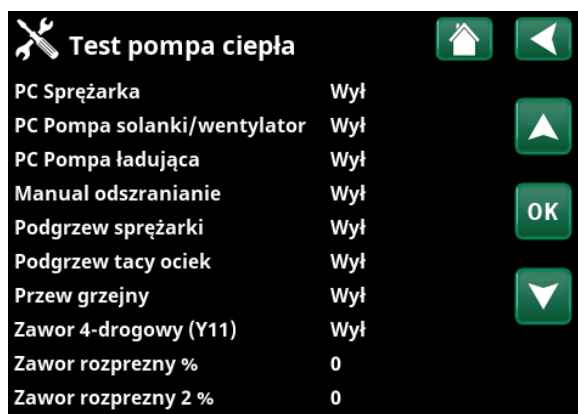 Test pompa ciepła
PC Sprężarka Wył
PC Pompa solanki/wentylator Wył
PC Pompa ładująca Wył
Manual odszranianie Wył
Podgrzew sprężarki Wył
Podgrzew tacy ociek Wył
Przew grzejny Wył
Zawor 4-drogowy (Y11) Wył
Zawor rozprezny % 0
Zawor rozprezny 2 % 0
OK